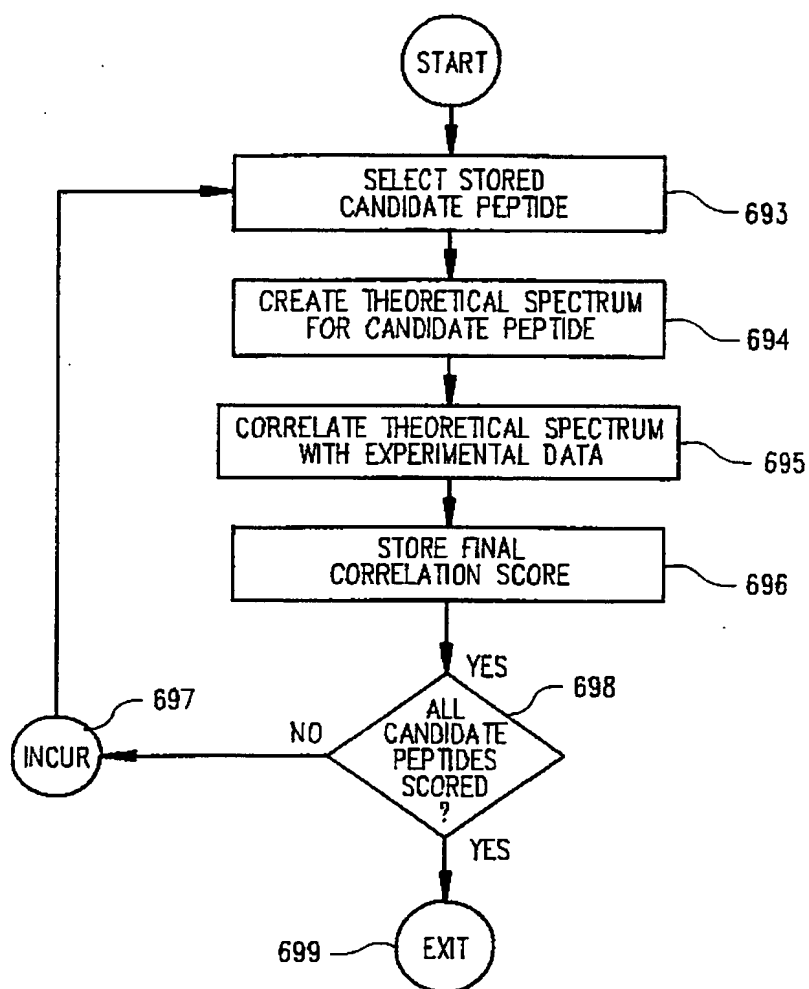 START
SELECT STORED
CANDIDATE PEPTIDE
693
CREATE THEORETICAL SPECTRUM
FOR CANDIDATE PEPTIDE
694
CORRELATE THEORETICAL SPECTRUM
WITH EXPERIMENTAL DATA
695
STORE FINAL
CORRELATION SCORE
696
YES
698
697
INCUR
NO
ALL
CANDIDATE
PEPTIDES
SCORED
?
YES
699
EXIT